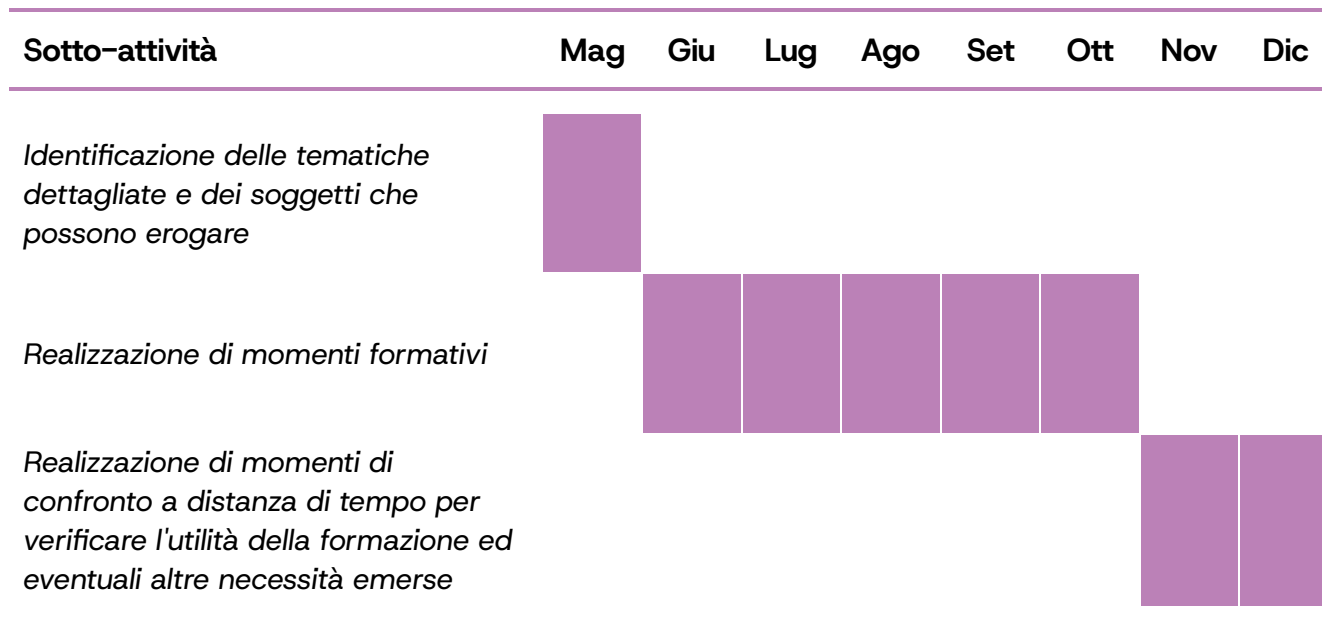 Sotto-attività Mag Giu Lug Ago Set Ott Nov Dic
Identificazione delle tematiche
dettagliate e dei soggetti che
possono erogare
Realizzazione di momenti formativi
Realizzazione di momenti di
confronto a distanza di tempo per
verificare l'utilità della formazione ed
eventuali altre necessità emerse